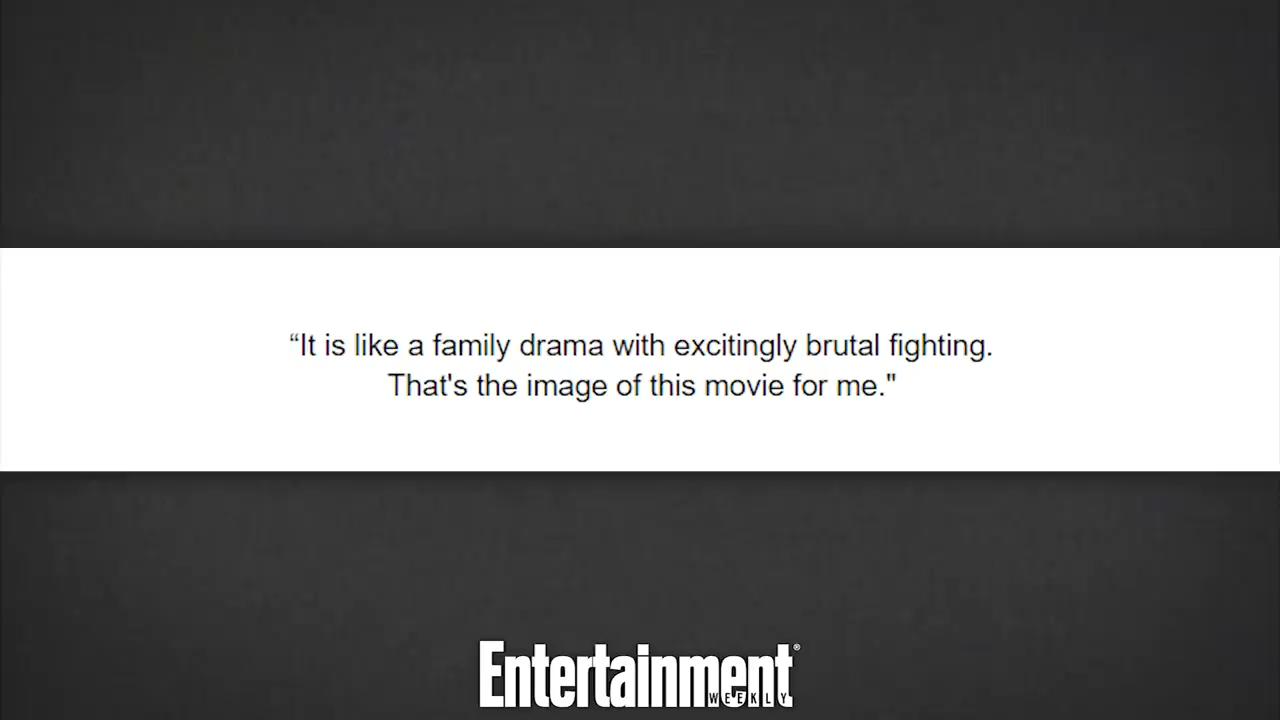 “It is like a family drama with excitingly brutal fighting.
That's the image of this movie for me."
Entertainment®
WEEKLY